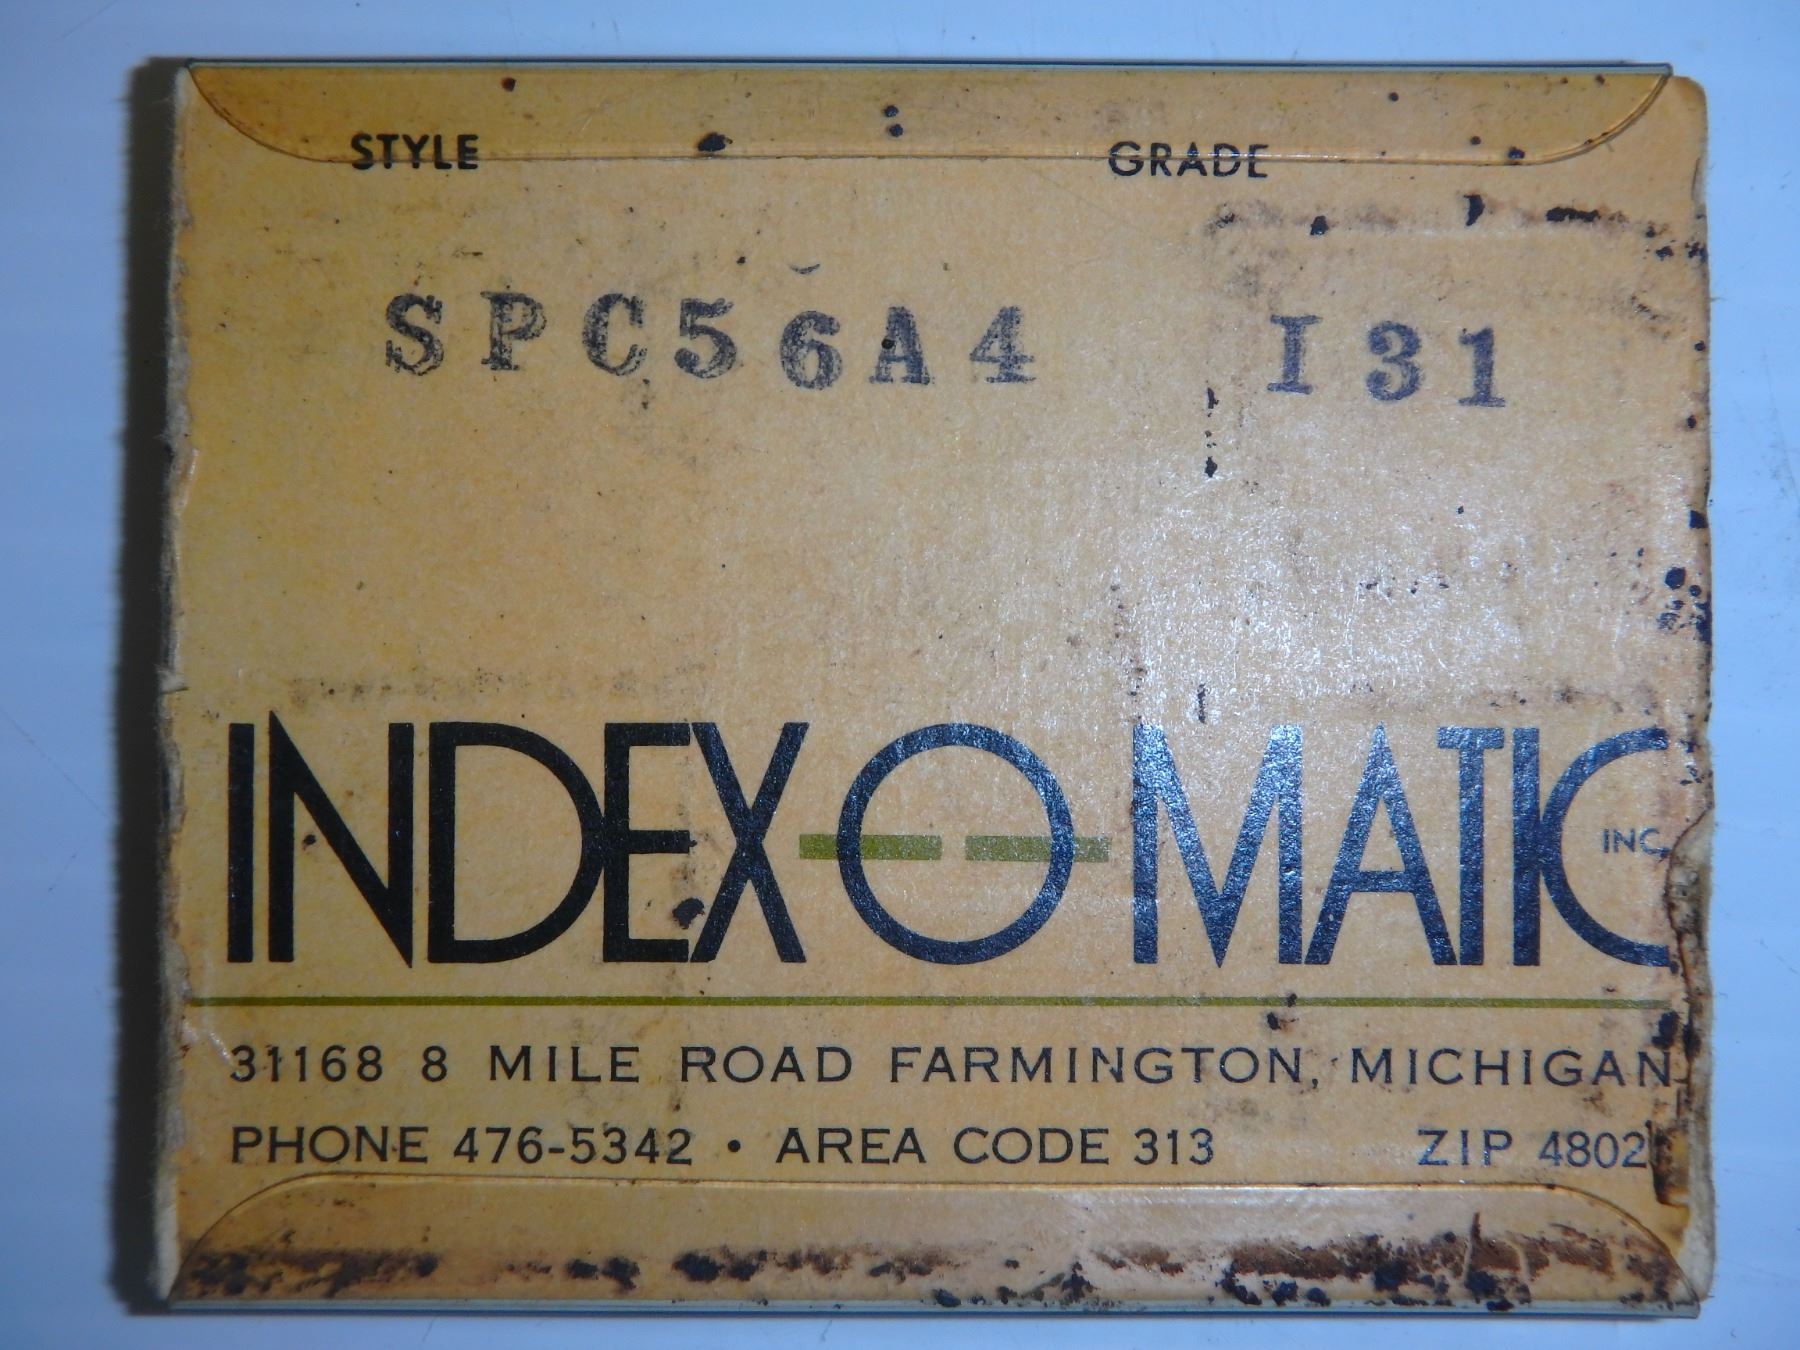 STYLE GRADE
SPC56A4 I31
INDEX-O-MATIC INC.
31168 8 MILE ROAD FARMINGTON, MICHIGAN
PHONE 476-5342 • AREA CODE 313 ZIP 4802